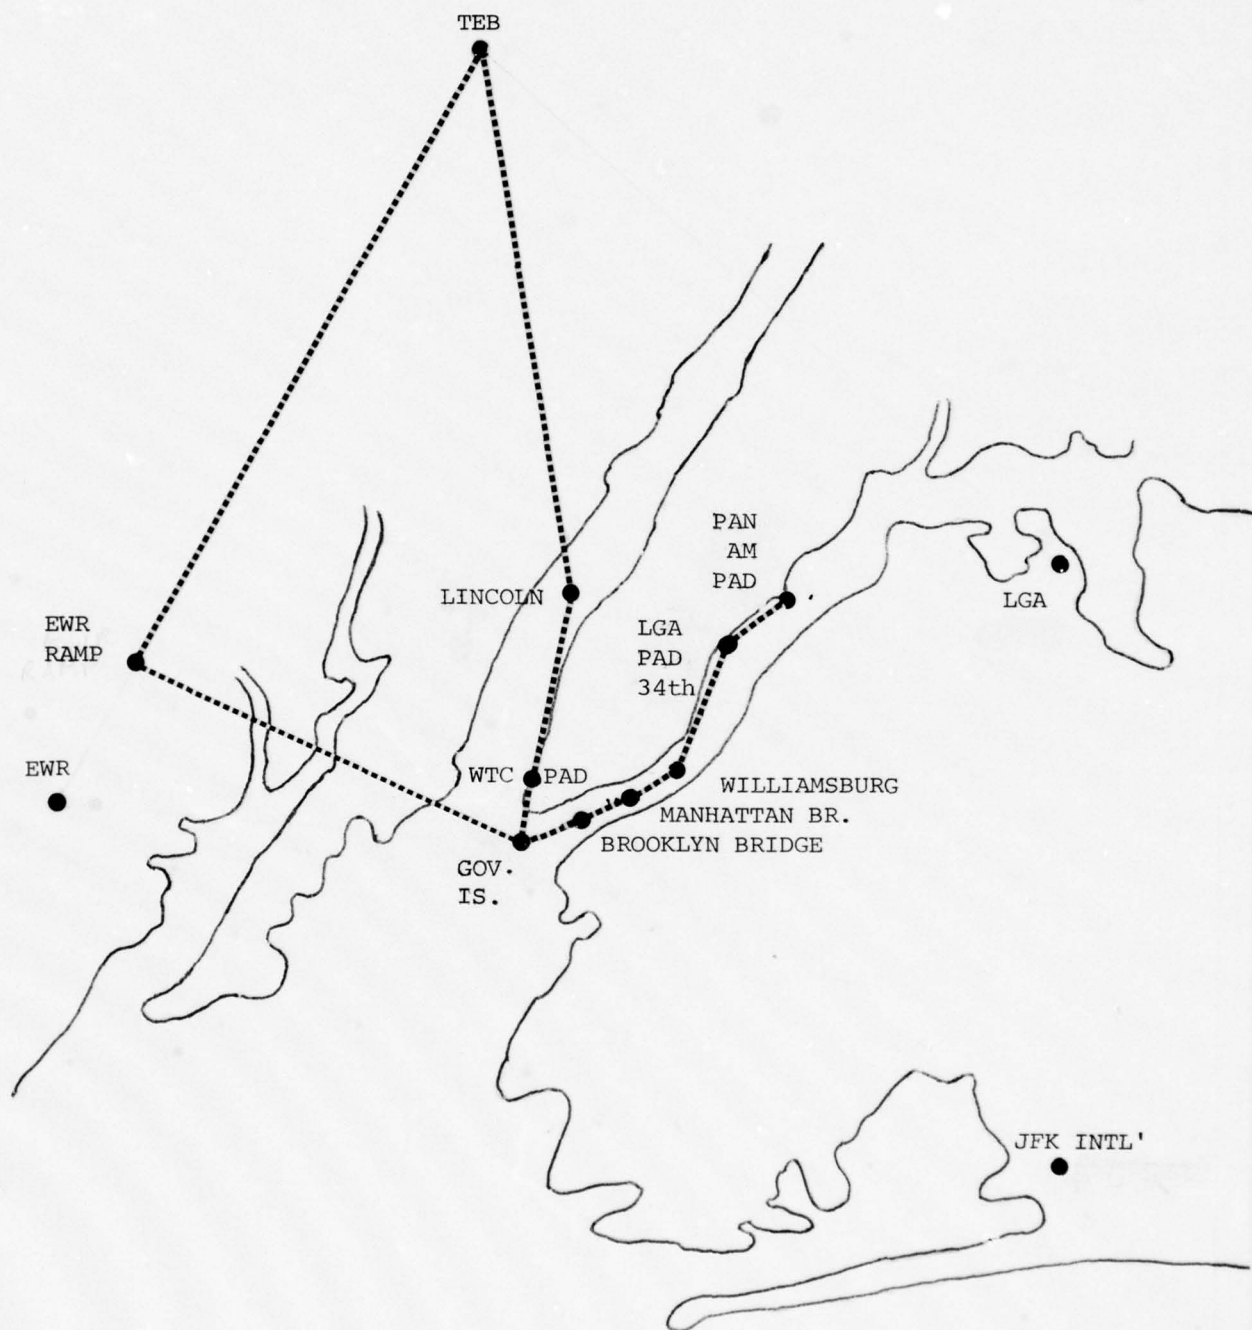 TEB
PAN
AM
PAD
LINCOLN
LGA
EWR
RAMP
LGA
PAD
34th
EWR
WTC PAD
WILLIAMSBURG
MANHATTAN BR.
BROOKLYN BRIDGE
GOV.
IS.
JFK INTL'